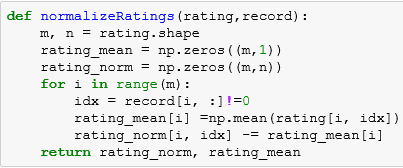 def normalizeRatings(rating,record):
    m, n = rating.shape
    rating_mean = np.zeros((m,1))
    rating_norm = np.zeros((m,n))
    for i in range(m):
        idx = record[i, :]!=0
        rating_mean[i] =np.mean(rating[i, idx])
        rating_norm[i, idx] -= rating_mean[i]
    return rating_norm, rating_mean